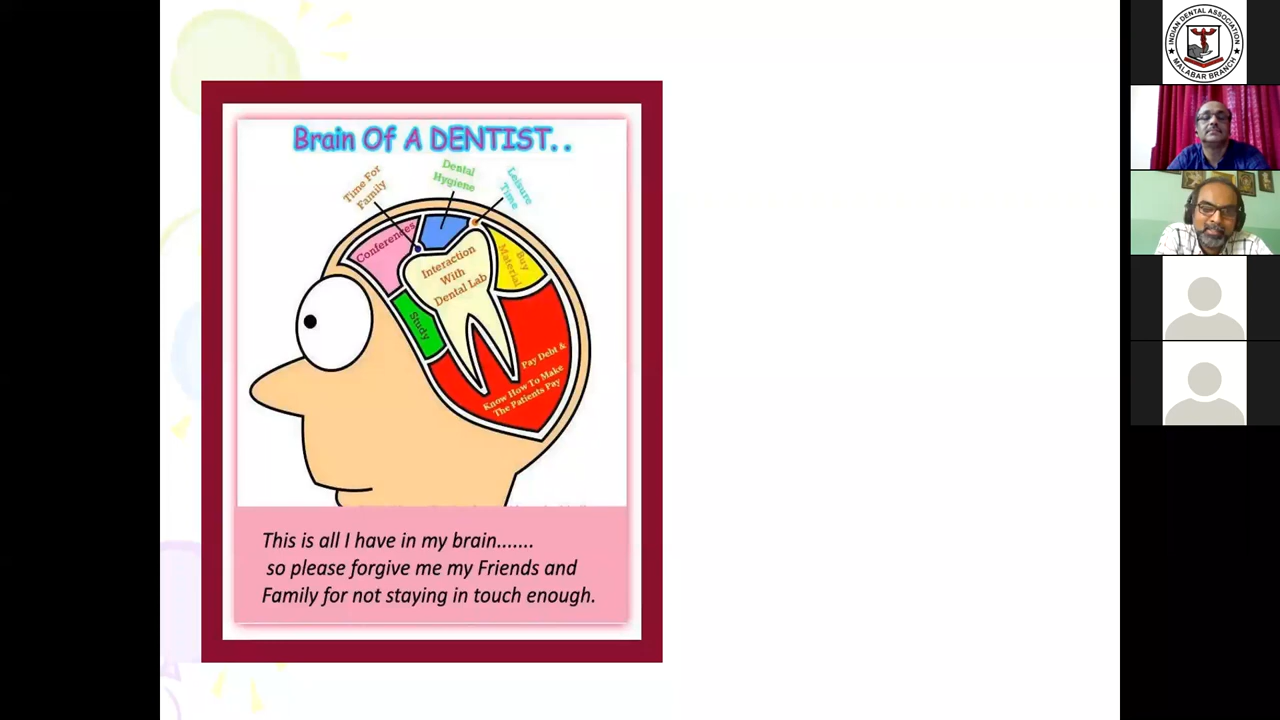 Brain Of A DENTIST. .
Time For
Family
Dental
Hygiene
Leisure
Time
Conferences
Interaction
With
Dental Lab
Buy
Material
Study
Pay Debt &
Know How To Make
The Patients Pay
This is all I have in my brain.......
so please forgive me my Friends and
Family for not staying in touch enough.
INDIAN DENTAL ASSOCIATION
MALABAR BRANCH